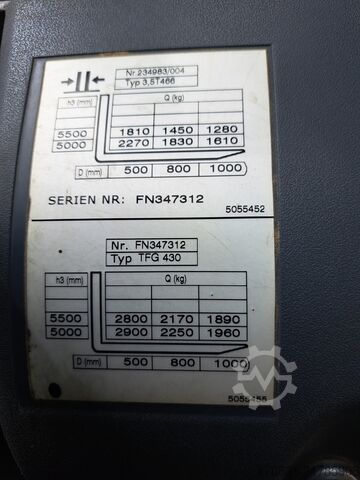 Nr.234983/004
Typ 3,5T466
h3 (mm) Q (kg)
5500 1810 1450 1280
5000 2270 1830 1610
D (mm) 500 800 1000
SERIEN NR: FN347312
5055452
Nr. FN347312
Typ TFG 430
h3 (mm) Q (kg)
5500 2800 2170 1890
5000 2900 2250 1960
D (mm) 500 800 1000
5055455